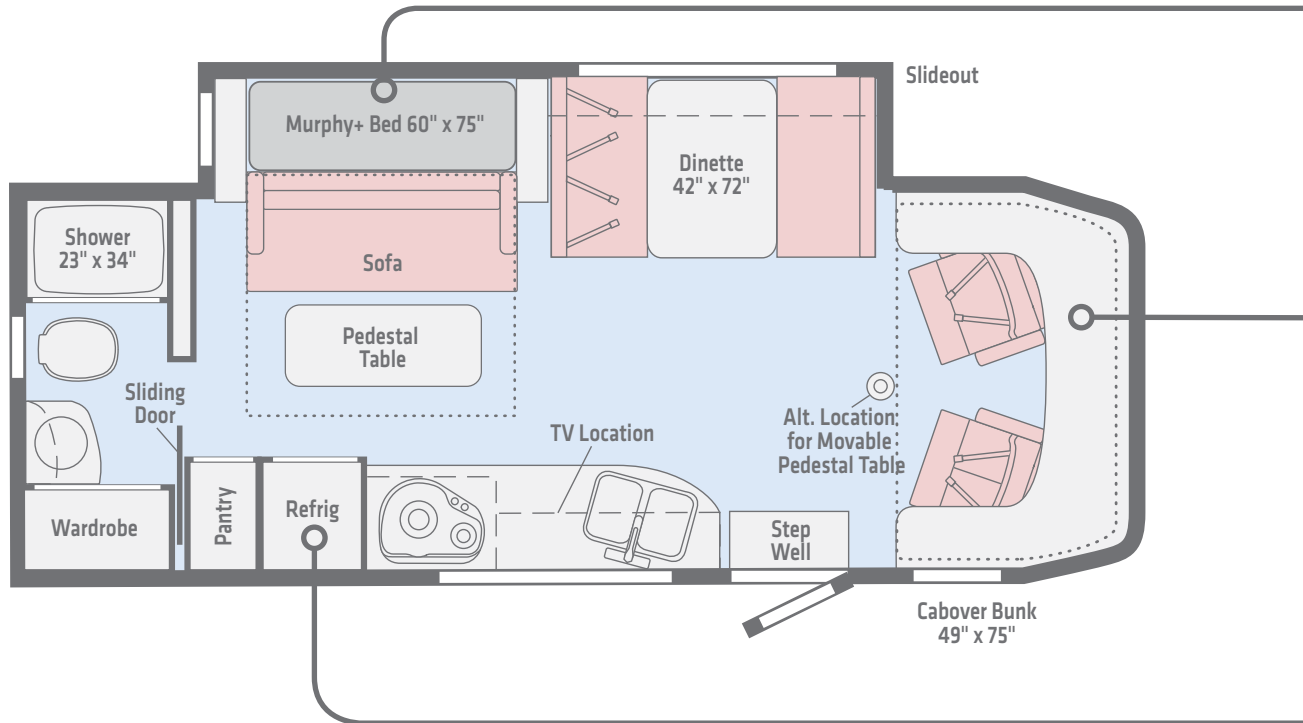 Slideout
Murphy+ Bed 60" x 75"
Dinette
42" x 72"
Shower
23" x 34"
Sofa
Pedestal
Table
Sliding
Door
TV Location
Alt. Location
for Movable
Pedestal Table
Wardrobe
Pantry
Refrig
Step
Well
Cabover Bunk
49" x 75"